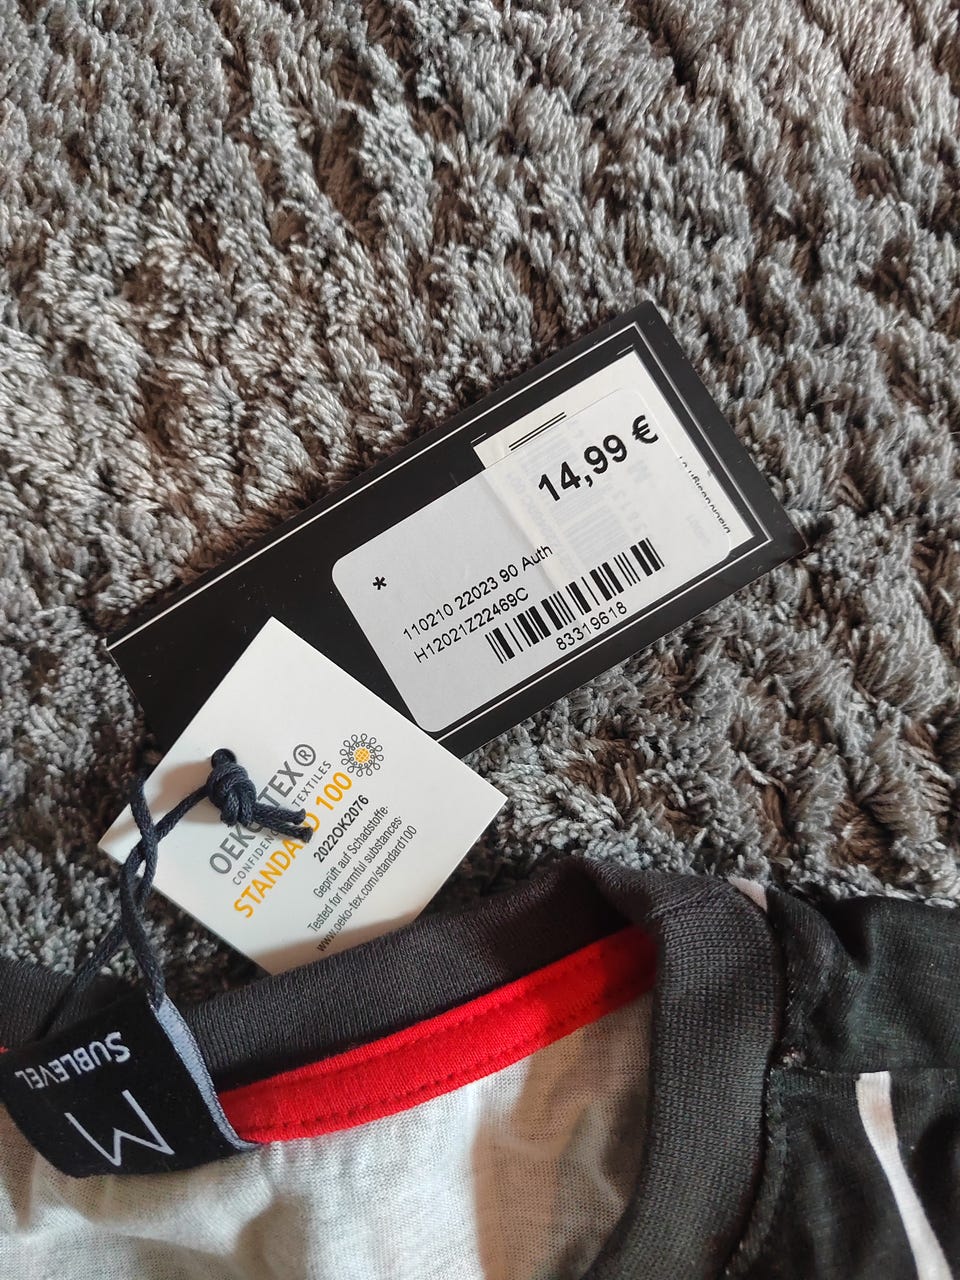 14,99 €
*
110210 22023 90 Auth
H12021Z22469C
83319618
OEKO-TEX®
CONFIDENCE IN TEXTILES
STANDARD 100
2022OK2076
Geprüft auf Schadstoffe.
Tested for harmful substances.
www.oeko-tex.com/standard100
SUBLEVEL
M